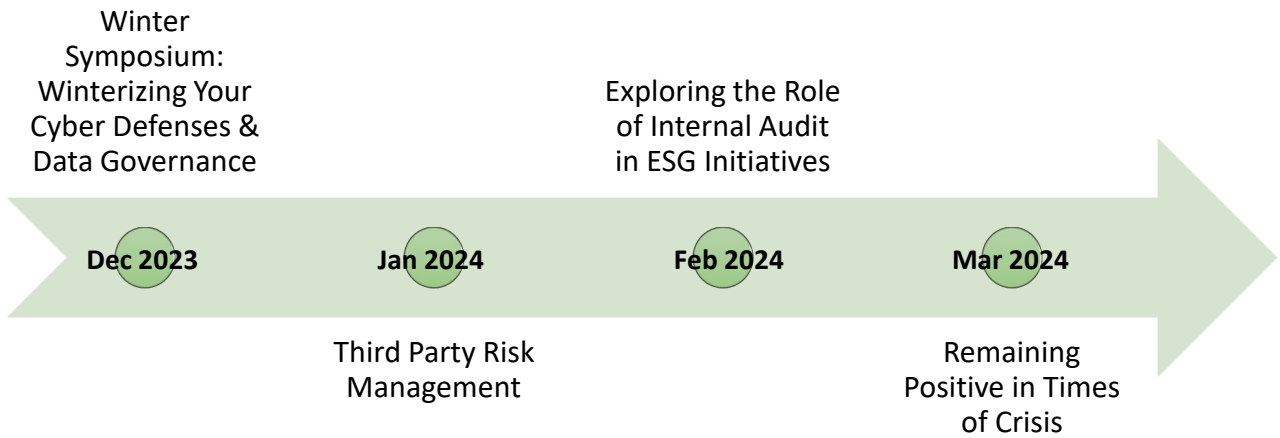 Winter
Symposium:
Winterizing Your
Cyber Defenses &
Data Governance
Exploring the Role
of Internal Audit
in ESG Initiatives
Dec 2023
Jan 2024
Feb 2024
Mar 2024
Third Party Risk
Management
Remaining
Positive in Times
of Crisis